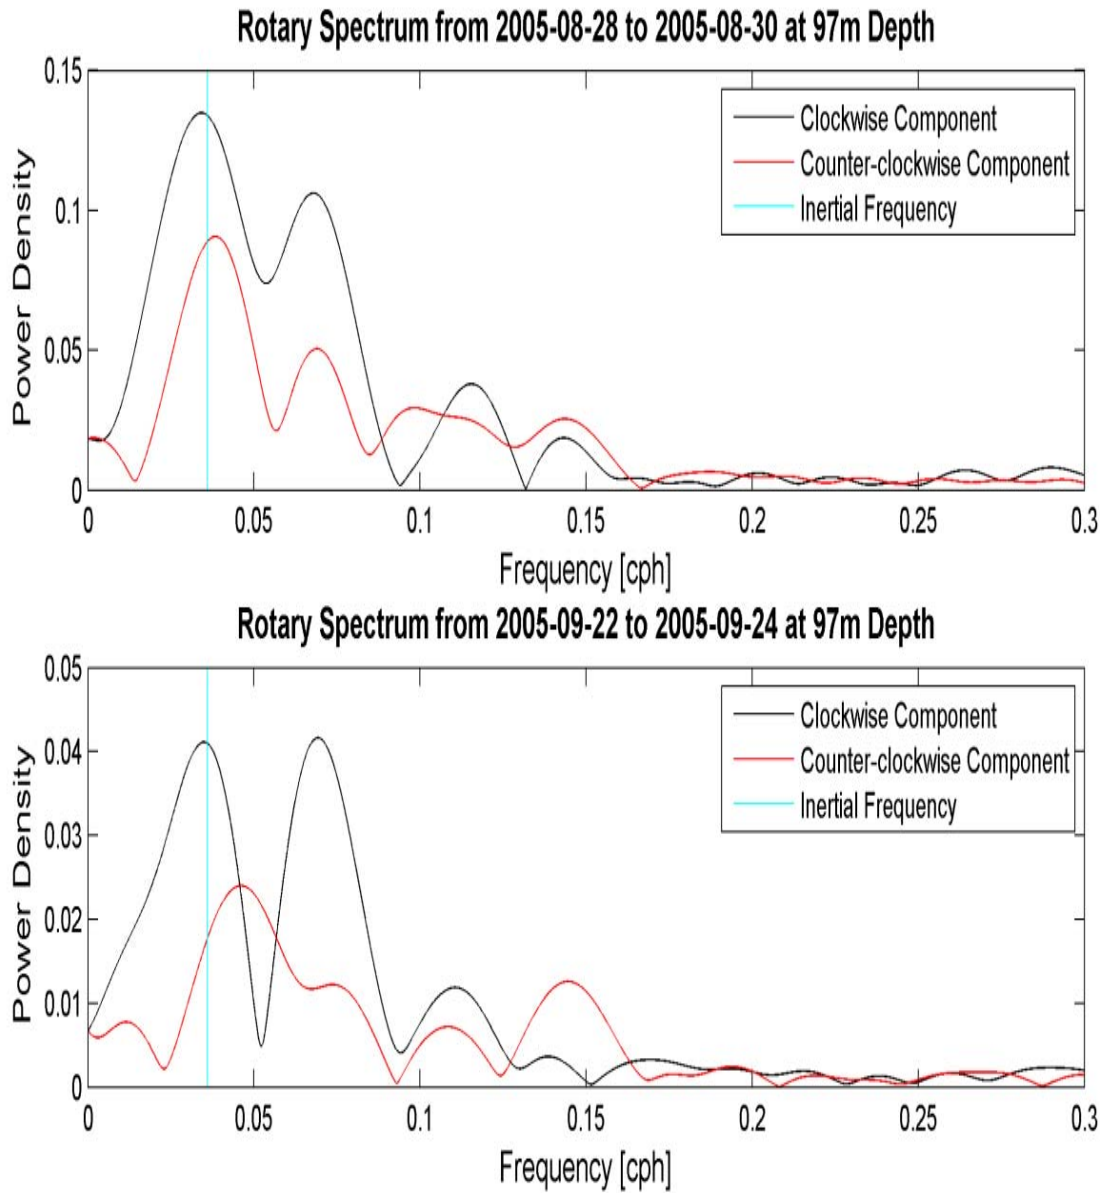 Rotary Spectrum from 2005-08-28 to 2005-08-30 at 97m Depth
0.15
0.1
0.05
0
Power Density
Clockwise Component
Counter-clockwise Component
Inertial Frequency
0 0.05 0.1 0.15 0.2 0.25 0.3
Frequency [cph]
Rotary Spectrum from 2005-09-22 to 2005-09-24 at 97m Depth
0.05
0.04
0.03
0.02
0.01
0
Power Density
Clockwise Component
Counter-clockwise Component
Inertial Frequency
0 0.05 0.1 0.15 0.2 0.25 0.3
Frequency [cph]